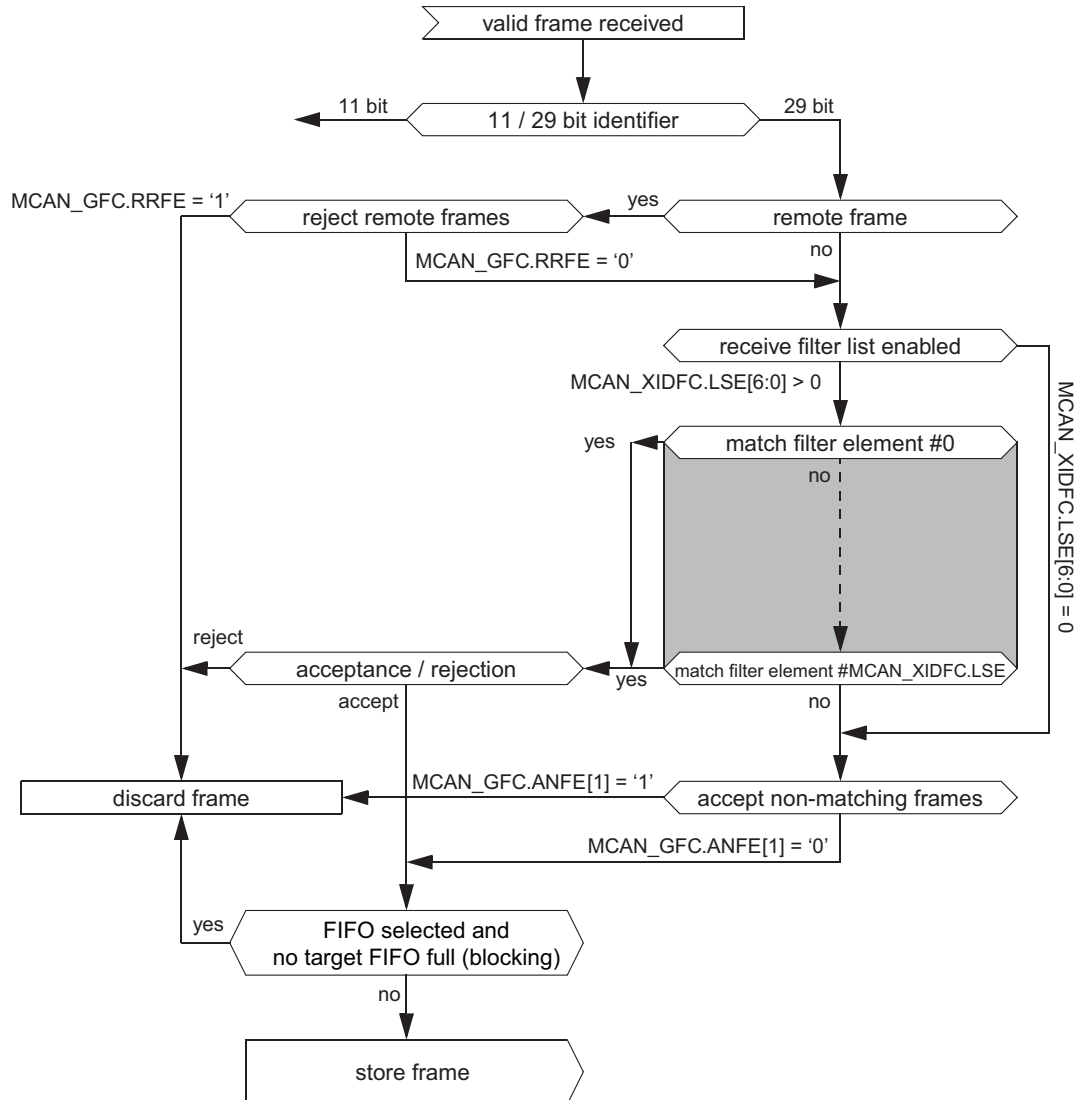 valid frame received
11 bit
11 / 29 bit identifier
29 bit
MCAN_GFC.RRFE = ‘1’
reject remote frames
yes
remote frame
MCAN_GFC.RRFE = ‘0’
no
receive filter list enabled
MCAN_XIDFC.LSE[6:0] > 0
MCAN_XIDFC.LSE[6:0] = 0
yes
match filter element #0
no
reject
acceptance / rejection
yes
match filter element #MCAN_XIDFC.LSE
accept
no
discard frame
MCAN_GFC.ANFE[1] = ‘1’
accept non-matching frames
MCAN_GFC.ANFE[1] = ‘0’
yes
FIFO selected and
no target FIFO full (blocking)
no
store frame